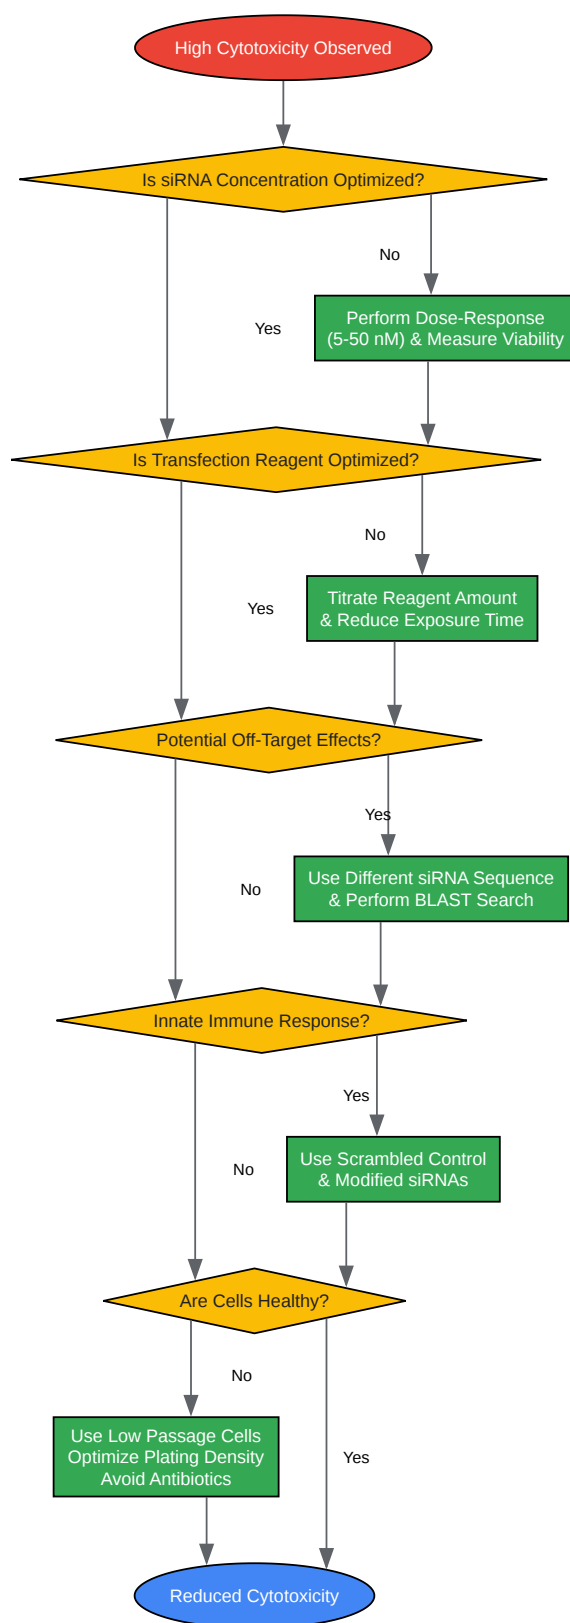 High Cytotoxicity Observed
Is siRNA Concentration Optimized?
No
Yes
Perform Dose-Response
(5-50 nM) & Measure Viability
Is Transfection Reagent Optimized?
No
Yes
Titrate Reagent Amount
& Reduce Exposure Time
Potential Off-Target Effects?
Yes
No
Use Different siRNA Sequence
& Perform BLAST Search
Innate Immune Response?
Yes
No
Use Scrambled Control
& Modified siRNAs
Are Cells Healthy?
No
Use Low Passage Cells
Optimize Plating Density
Avoid Antibiotics
Yes
Reduced Cytotoxicity